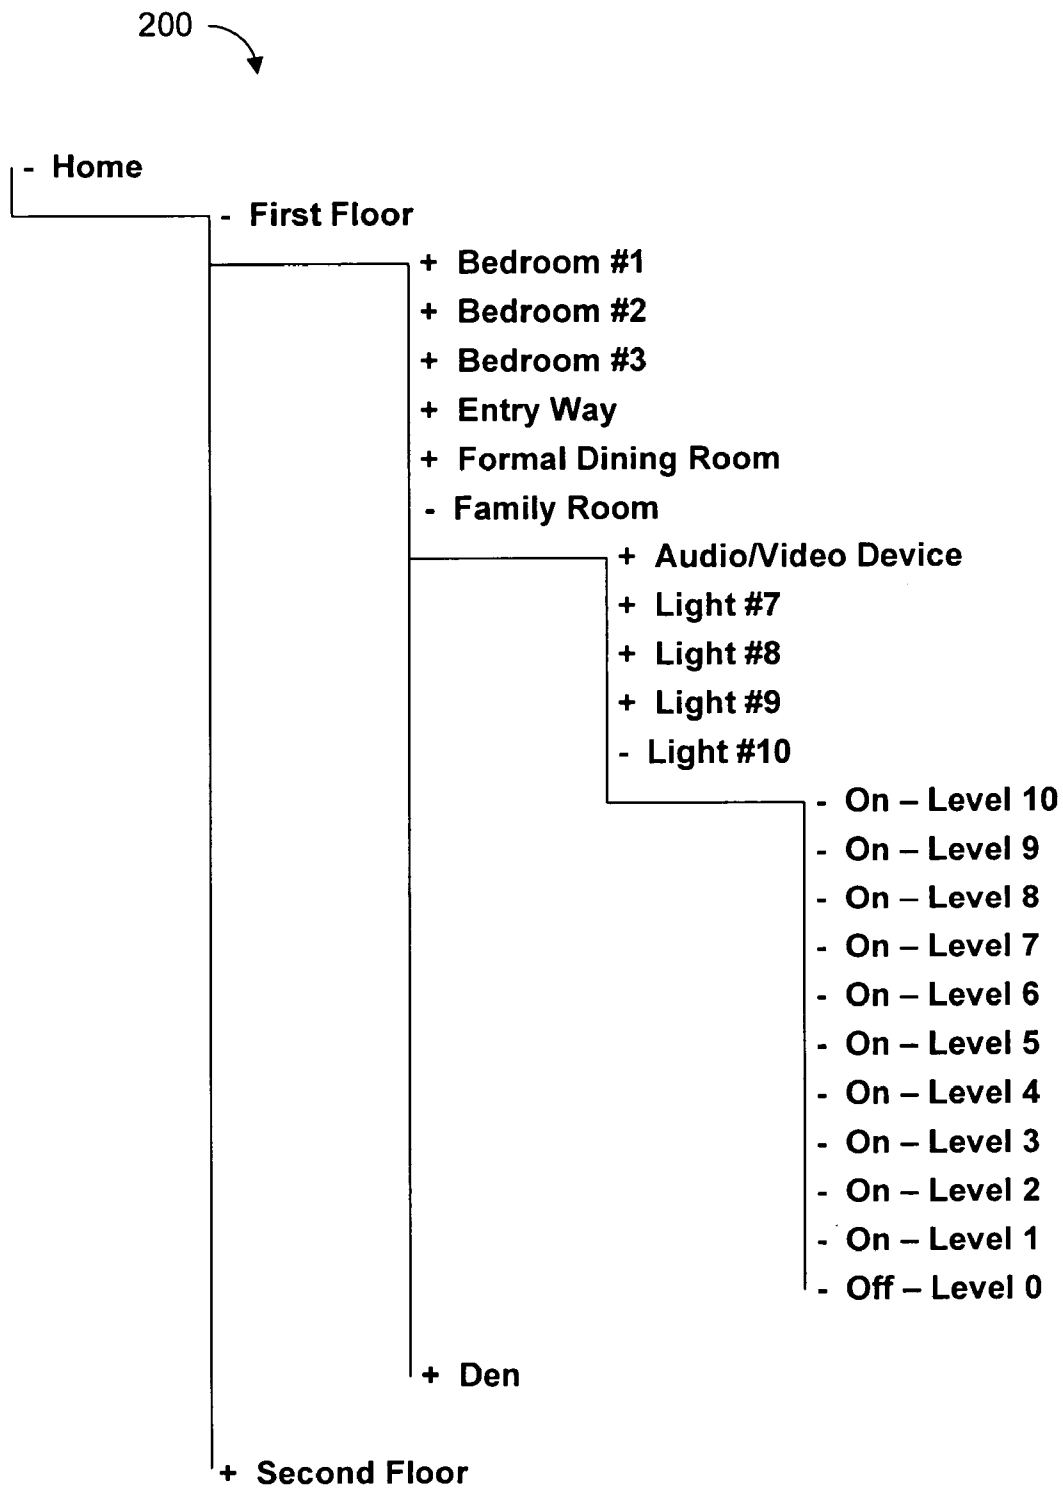 200
- Home
- First Floor
+ Bedroom #1
+ Bedroom #2
+ Bedroom #3
+ Entry Way
+ Formal Dining Room
- Family Room
+ Audio/Video Device
+ Light #7
+ Light #8
+ Light #9
- Light #10
- On – Level 10
- On – Level 9
- On – Level 8
- On – Level 7
- On – Level 6
- On – Level 5
- On – Level 4
- On – Level 3
- On – Level 2
- On – Level 1
- Off – Level 0
+ Den
+ Second Floor